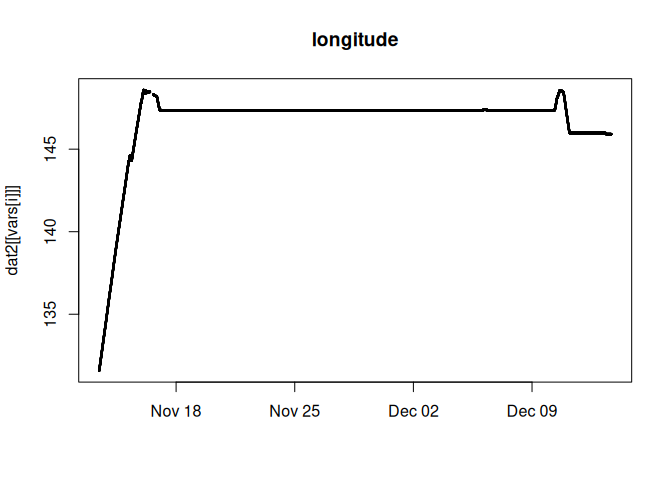 longitude
dat2[[vars[i]]]
145
140
135
Nov 18
Nov 25
Dec 02
Dec 09